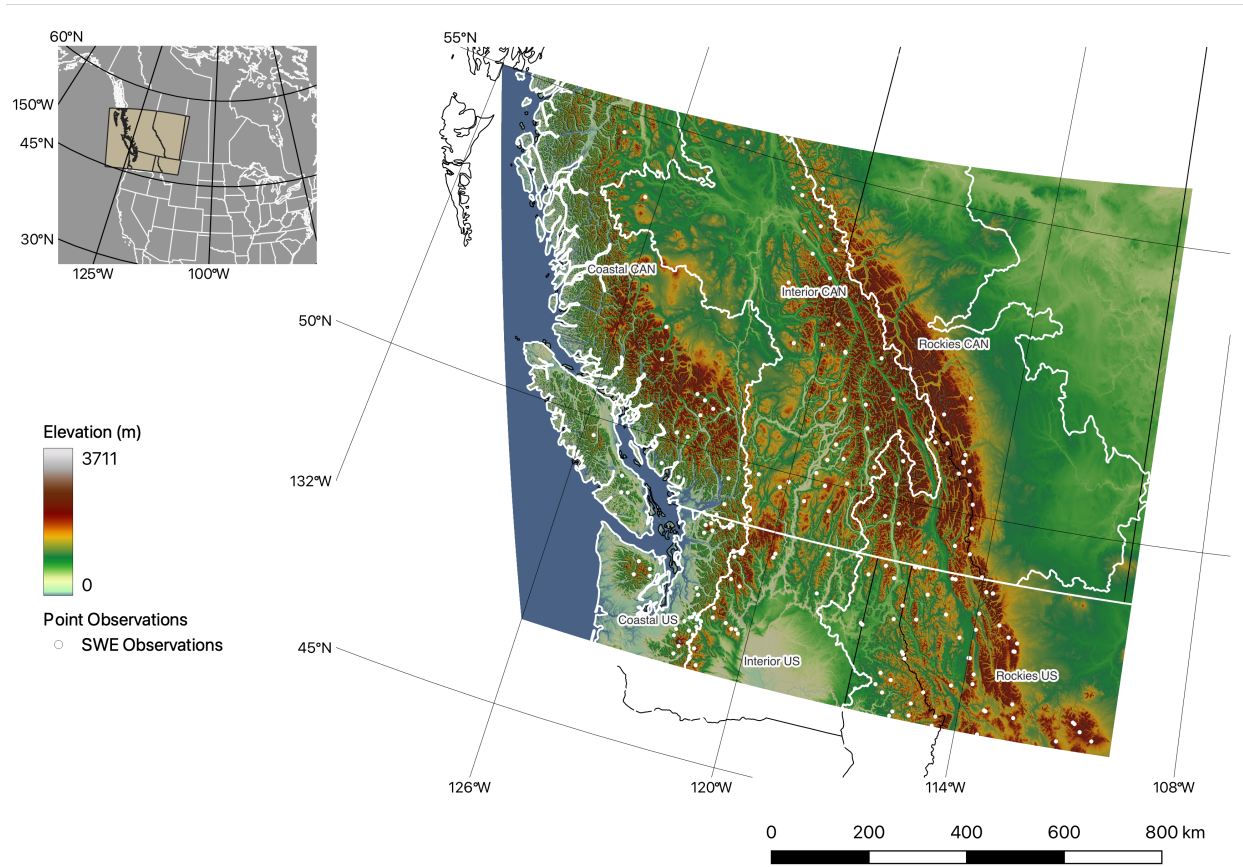 60°N
150°W
45°N
30°N
125°W
100°W
55°N
50°N
132°W
45°N
126°W
120°W
114°W
108°W
Coastal CAN
Interior CAN
Rockies CAN
Coastal US
Interior US
Rockies US
Elevation (m)
3711
0
Point Observations
SWE Observations
0 200 400 600 800 km